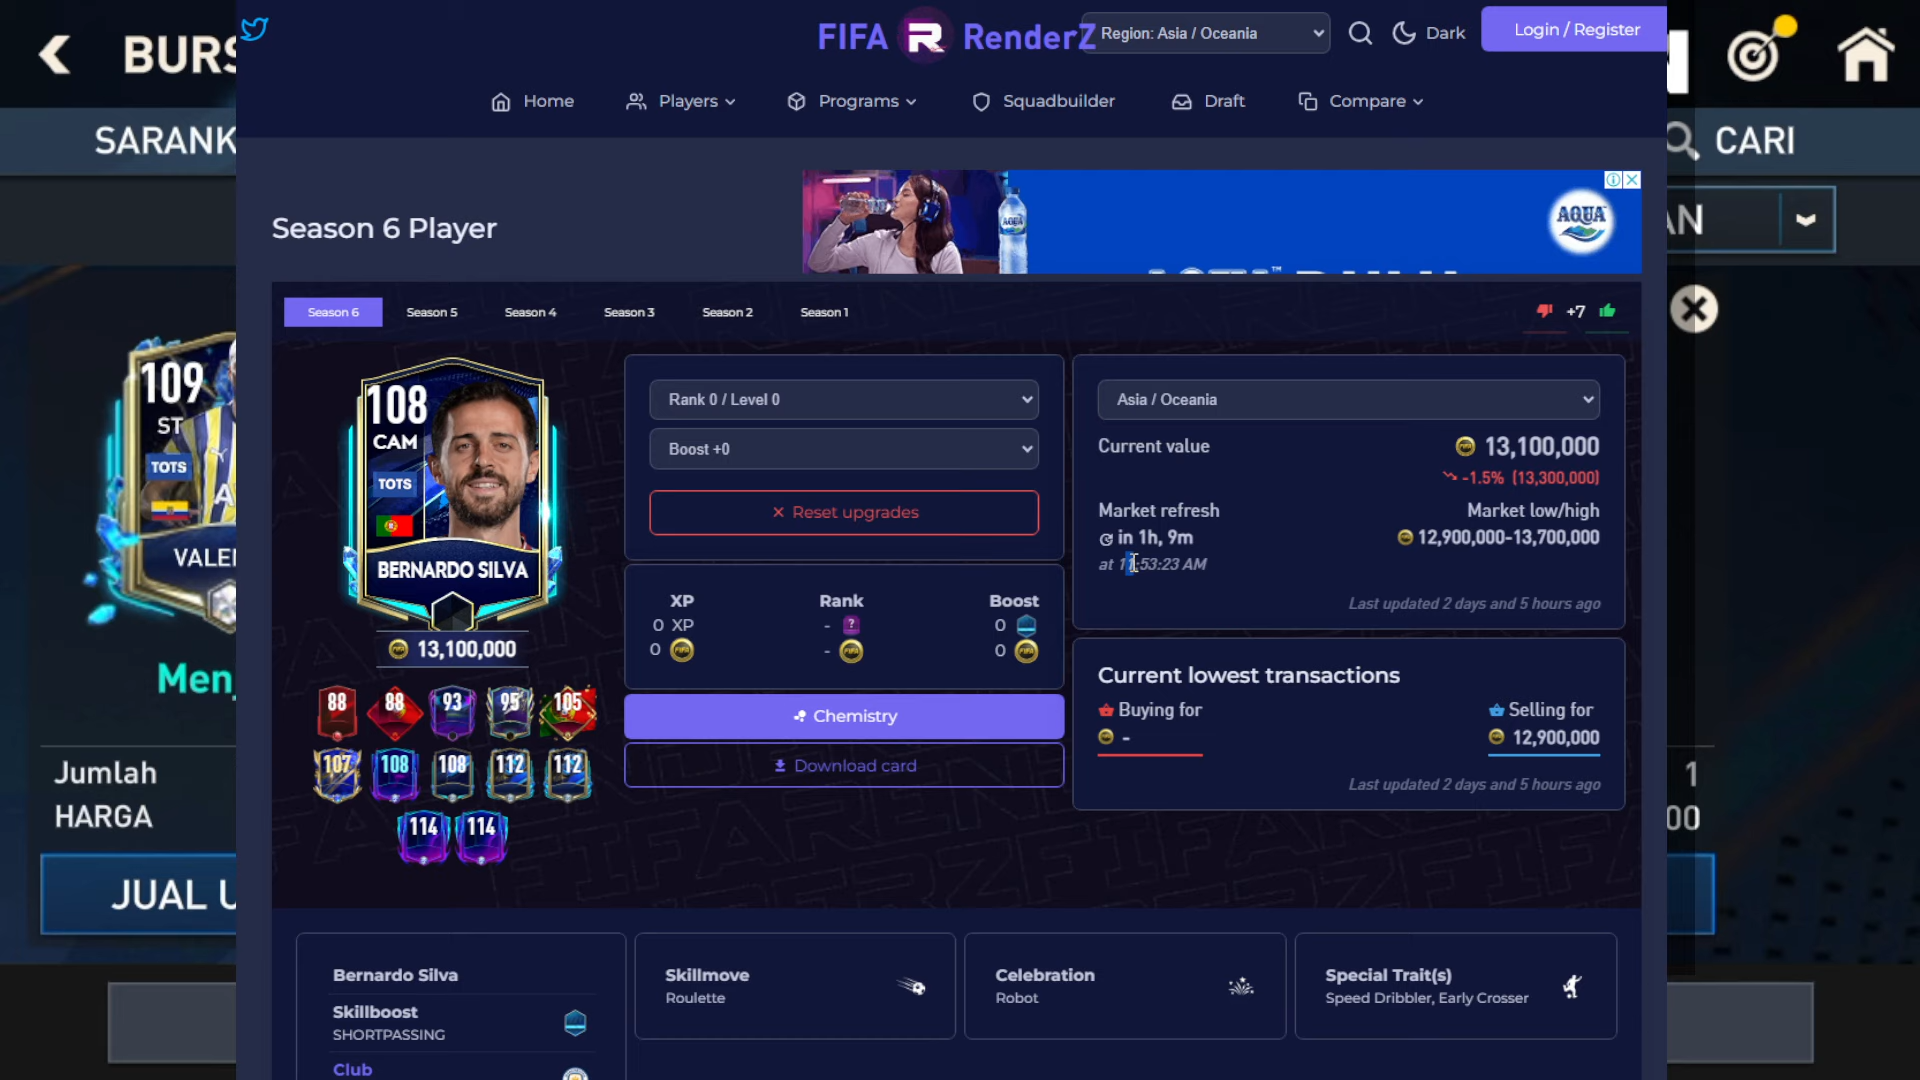 BURS
FIFA R RenderZ
Region: Asia / Oceania
Dark
Login / Register
Home
Players
Programs
Squadbuilder
Draft
Compare
SARANK
CARI
AN
Season 6 Player
AQUA
Season 6
Season 5
Season 4
Season 3
Season 2
Season 1
+7
109
ST
TOTS
VALE
108
CAM
TOTS
BERNARDO SILVA
13,100,000
88
88
93
95
105
107
108
108
112
112
114
114
Rank 0 / Level 0
Boost +0
× Reset upgrades
XP
Rank
Boost
0 XP
- ?
0
0
-
0
Chemistry
Download card
Asia / Oceania
Current value
13,100,000
-1.5% (13,300,000)
Market refresh
Market low/high
in 1h, 9m
12,900,000-13,700,000
at 11:53:23 AM
Last updated 2 days and 5 hours ago
Current lowest transactions
Buying for
Selling for
-
12,900,000
Last updated 2 days and 5 hours ago
Men
Jumlah
1
HARGA
00
JUAL U
Bernardo Silva
Skillboost
SHORTPASSING
Club
Skillmove
Roulette
Celebration
Robot
Special Trait(s)
Speed Dribbler, Early Crosser